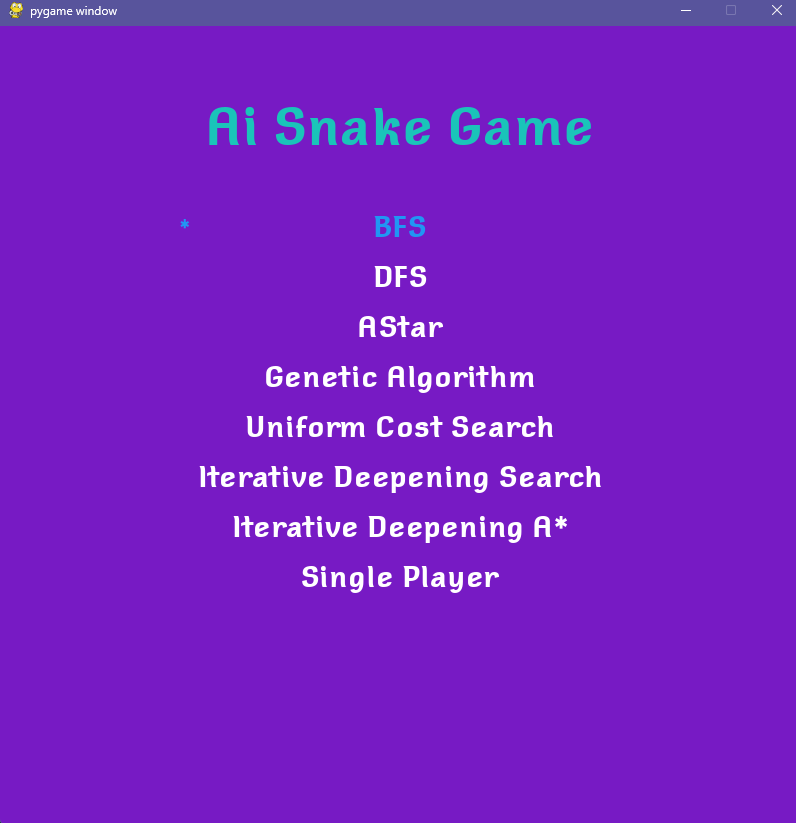 pygame window
Ai Snake Game
* BFS
DFS
AStar
Genetic Algorithm
Uniform Cost Search
Iterative Deepening Search
Iterative Deepening A*
Single Player